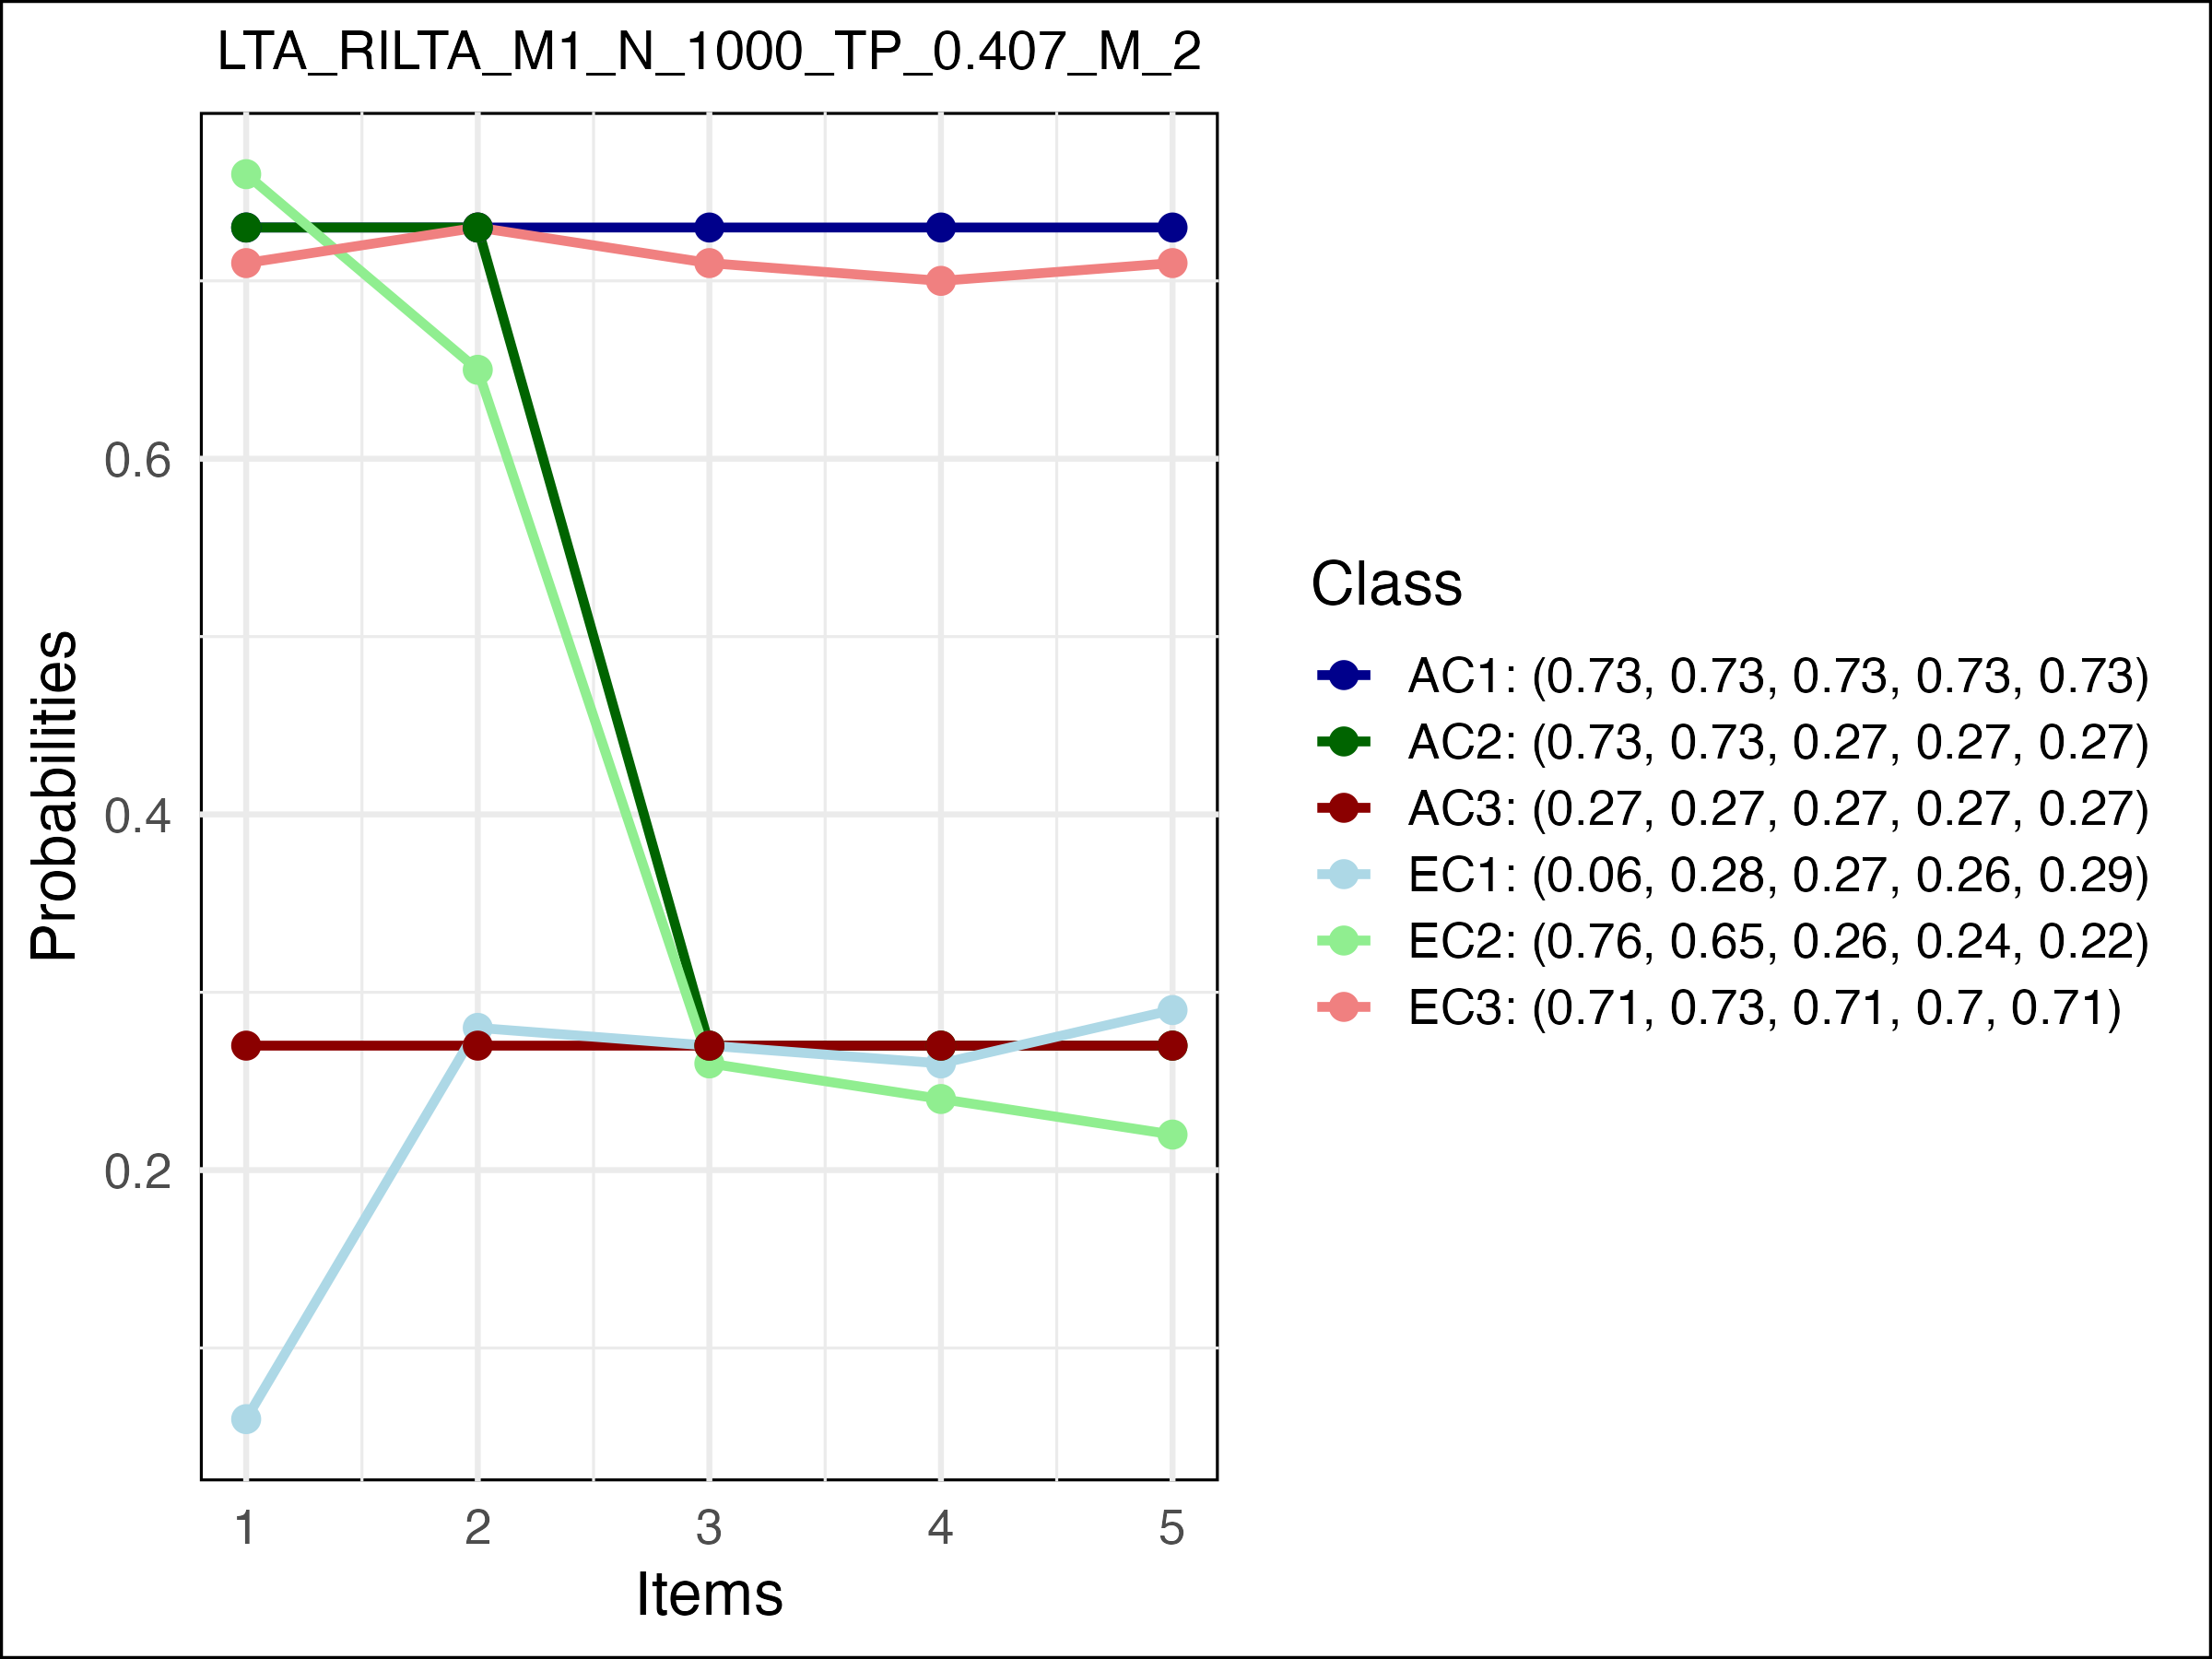 LTA_RILTA_M1_N_1000_TP_0.407_M_2
Probabilities
0.6
0.4
0.2
1 2 3 4 5
Items
Class
AC1: (0.73, 0.73, 0.73, 0.73, 0.73)
AC2: (0.73, 0.73, 0.27, 0.27, 0.27)
AC3: (0.27, 0.27, 0.27, 0.27, 0.27)
EC1: (0.06, 0.28, 0.27, 0.26, 0.29)
EC2: (0.76, 0.65, 0.26, 0.24, 0.22)
EC3: (0.71, 0.73, 0.71, 0.7, 0.71)